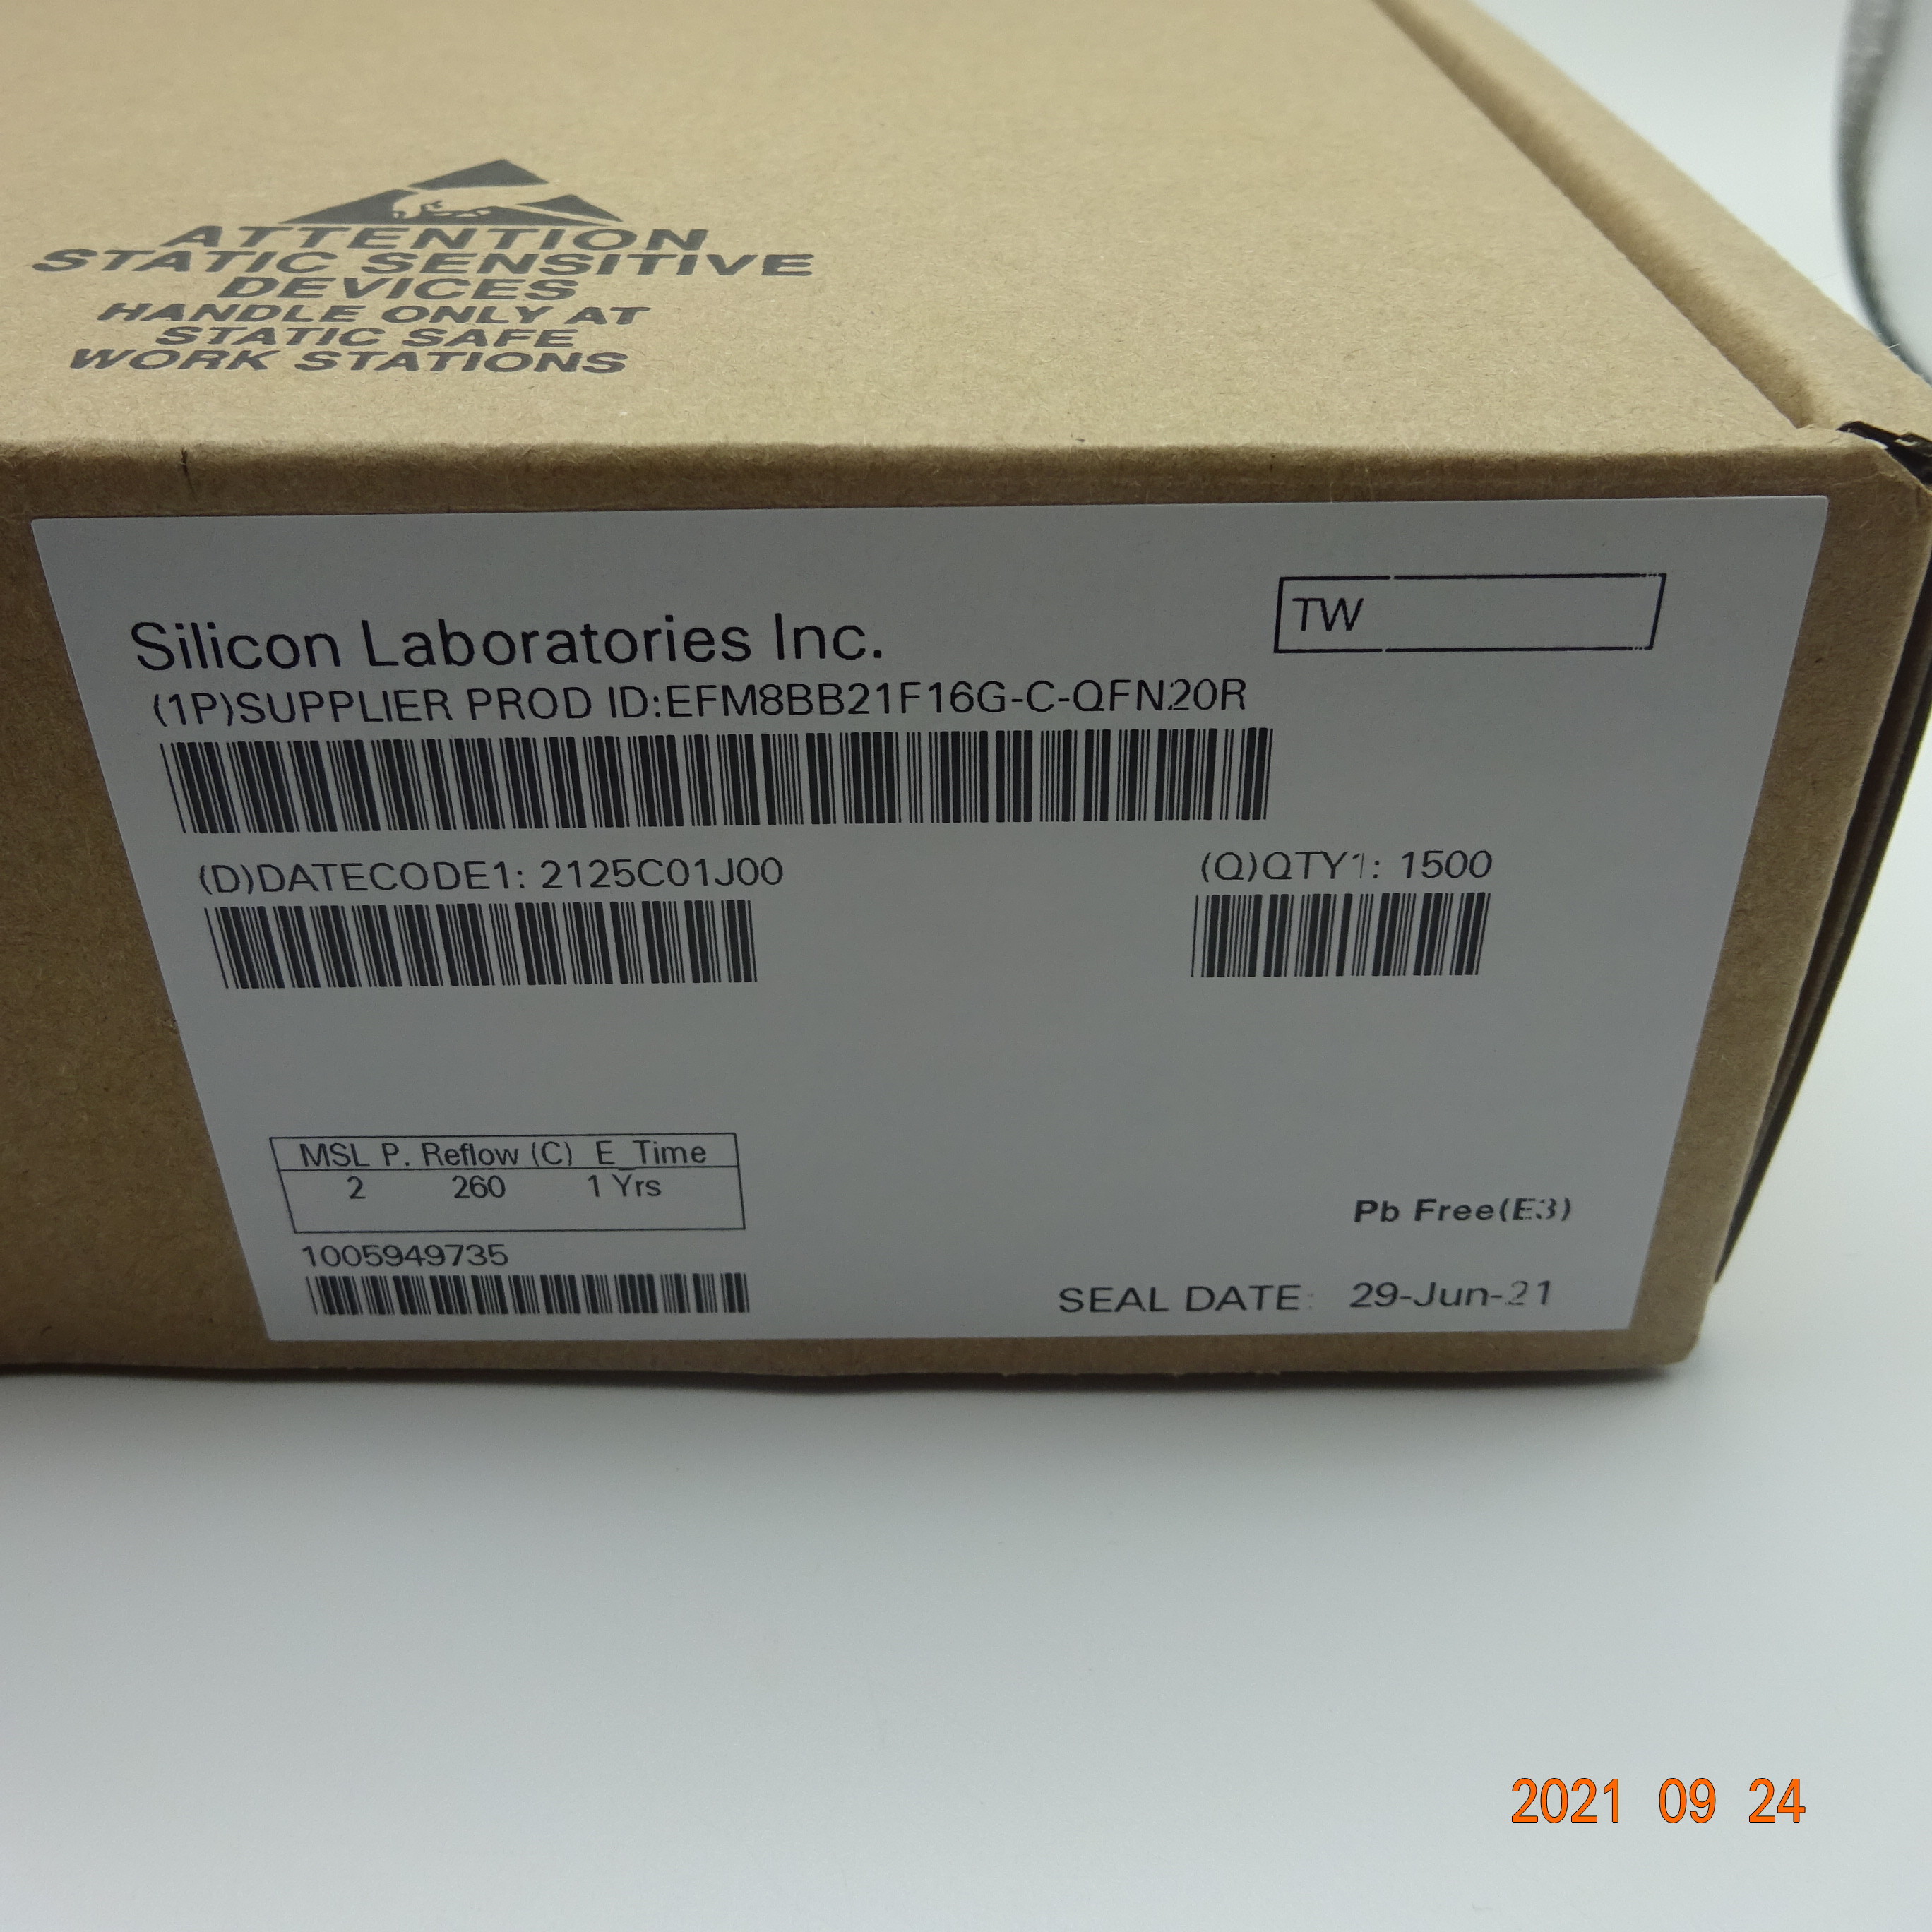 ATTENTION
STATIC SENSITIVE
DEVICES
HANDLE ONLY AT
STATIC SAFE
WORK STATIONS
TW
Silicon Laboratories Inc.
(1P)SUPPLIER PROD ID:EFM8BB21F16G-C-QFN20R
(D)DATECODE1: 2125C01J00
(Q)QTY1: 1500
MSL P. Reflow (C) E_Time
2 260 1 Yrs
1005949735
Pb Free(E3)
SEAL DATE: 29-Jun-21
2021 09 24